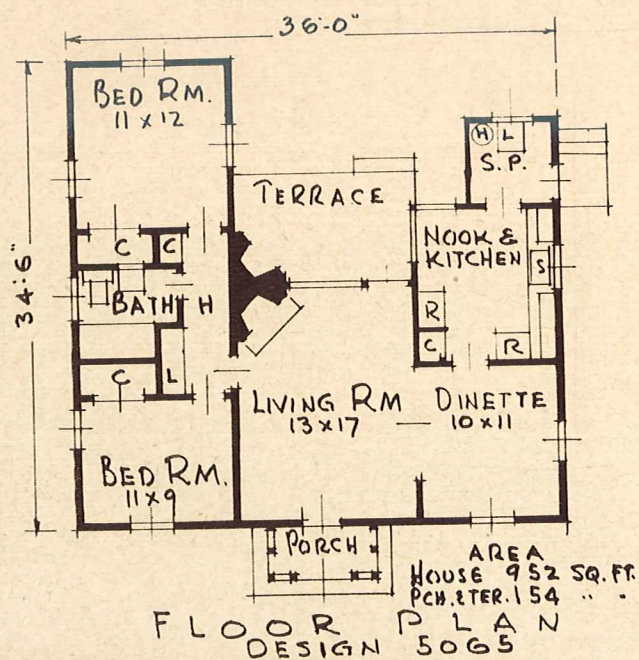 36'-0"
BED RM.
11 x 12
H L
S.P.
TERRACE
NOOK &
KITCHEN
C C
S
34'-6"
BATH H
R
C
R
C
L
LIVING RM
13 x 17
DINETTE
10 x 11
BED RM.
11 x 9
PORCH
AREA
HOUSE 952 SQ. FT.
PCH. & TER. 154 " "
FLOOR PLAN
DESIGN 5065